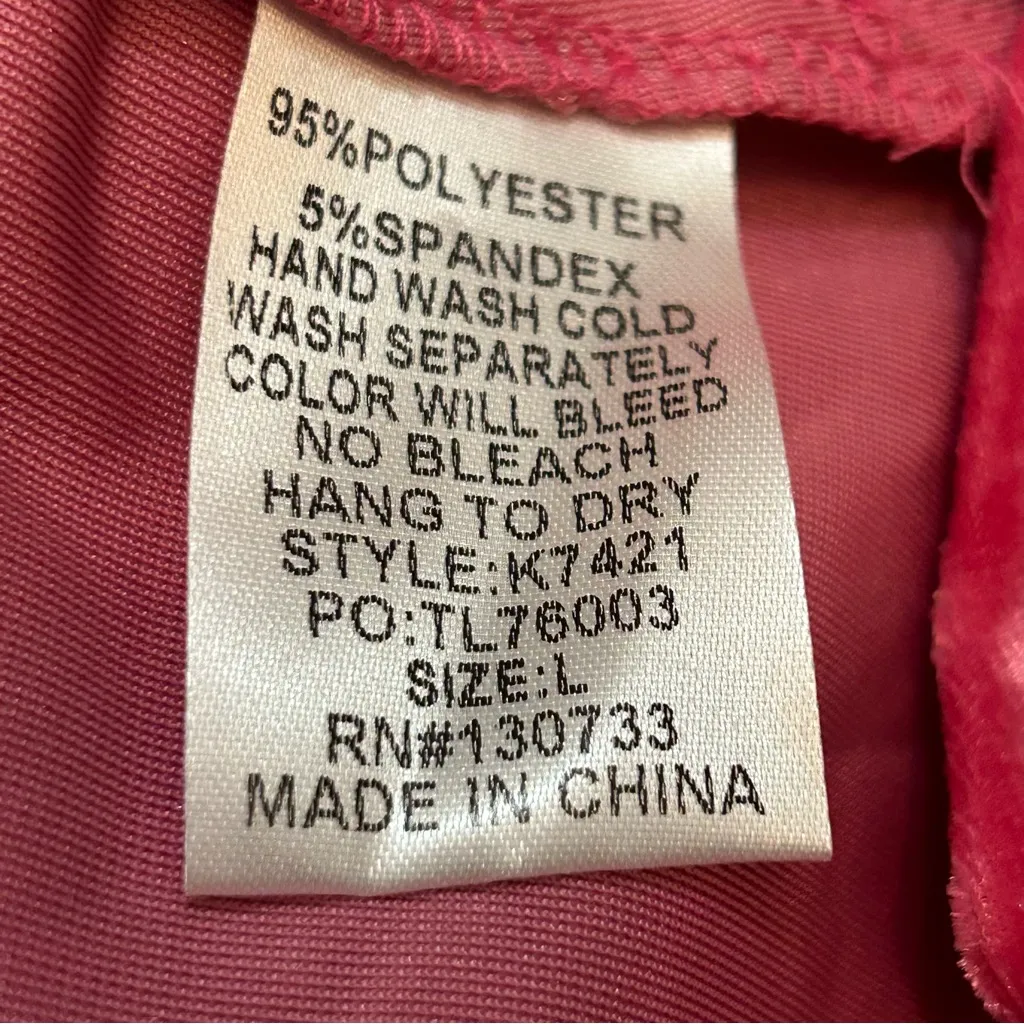 95%POLYESTER
5%SPANDEX
HAND WASH COLD
WASH SEPARATELY
COLOR WILL BLEED
NO BLEACH
HANG TO DRY
STYLE:K7421
PO:TL76003
SIZE:L
RN#130733
MADE IN CHINA